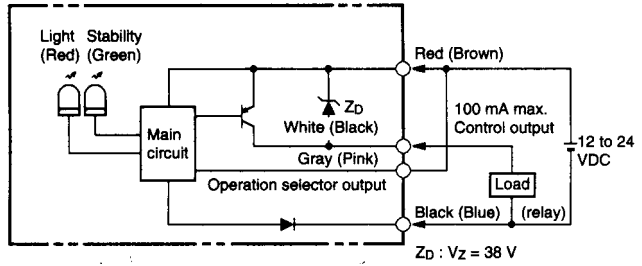 Light Stability
(Red) (Green)
Red (Brown)
ZD
White (Black)
100 mA max.
Control output
Main
circuit
12 to 24
VDC
Gray (Pink)
Operation selector output
Load
Black (Blue) (relay)
ZD : VZ = 38 V